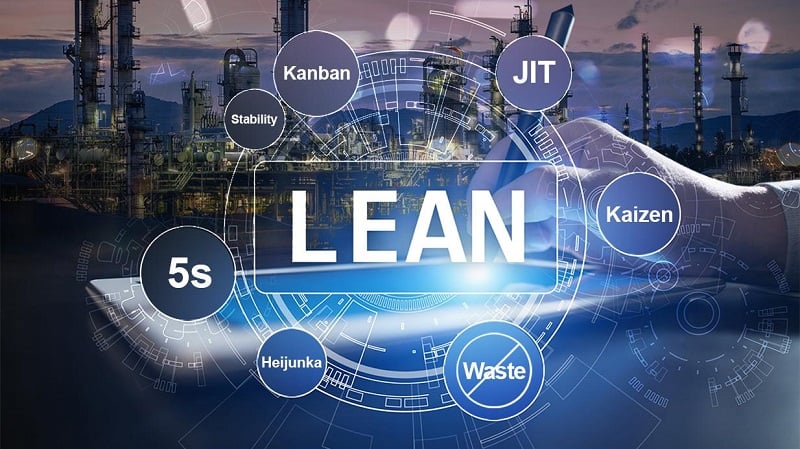 Kanban
JIT
Stability
LEAN
Kaizen
5s
Heijunka
Waste